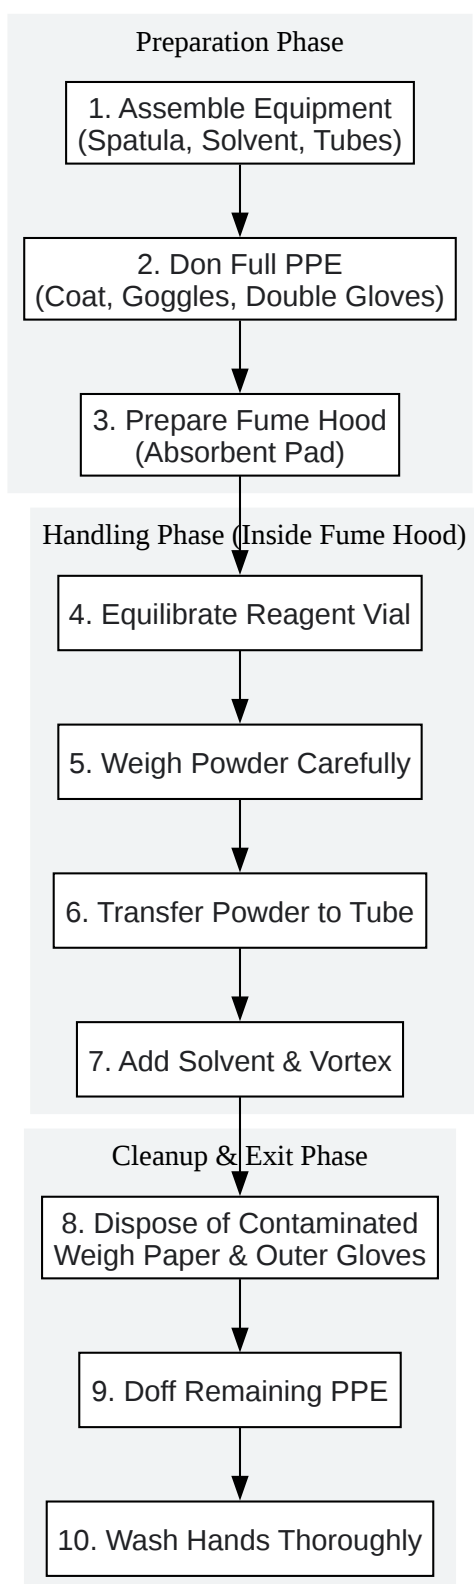 Preparation Phase
1. Assemble Equipment
(Spatula, Solvent, Tubes)
2. Don Full PPE
(Coat, Goggles, Double Gloves)
3. Prepare Fume Hood
(Absorbent Pad)
Handling Phase (Inside Fume Hood)
4. Equilibrate Reagent Vial
5. Weigh Powder Carefully
6. Transfer Powder to Tube
7. Add Solvent & Vortex
Cleanup & Exit Phase
8. Dispose of Contaminated
Weigh Paper & Outer Gloves
9. Doff Remaining PPE
10. Wash Hands Thoroughly